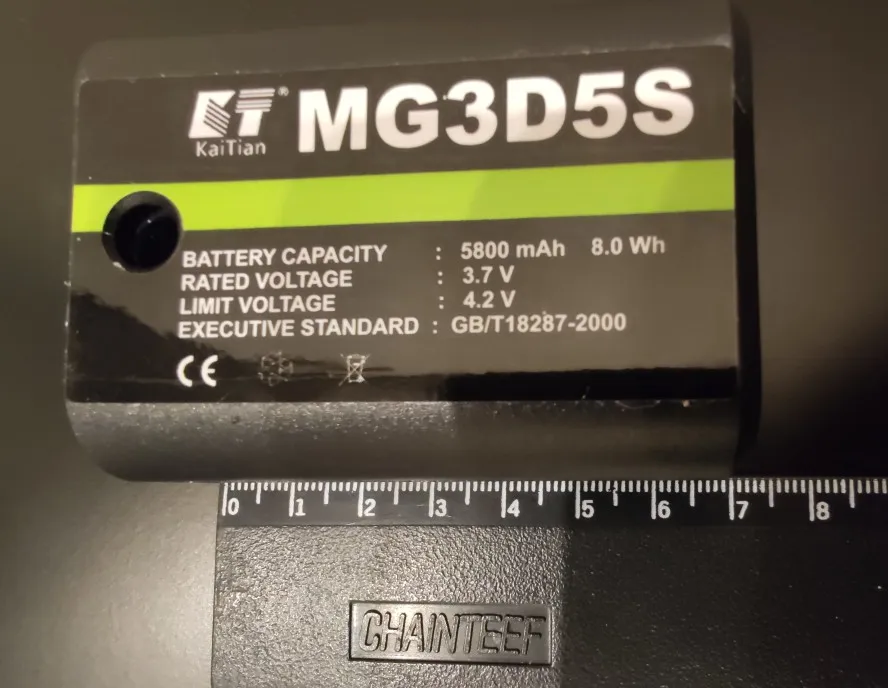 KT® MG3D5S
KaiTian
BATTERY CAPACITY : 5800 mAh 8.0 Wh
RATED VOLTAGE : 3.7 V
LIMIT VOLTAGE : 4.2 V
EXECUTIVE STANDARD : GB/T18287-2000
CE
0 1 2 3 4 5 6 7 8
CHAINTEEF